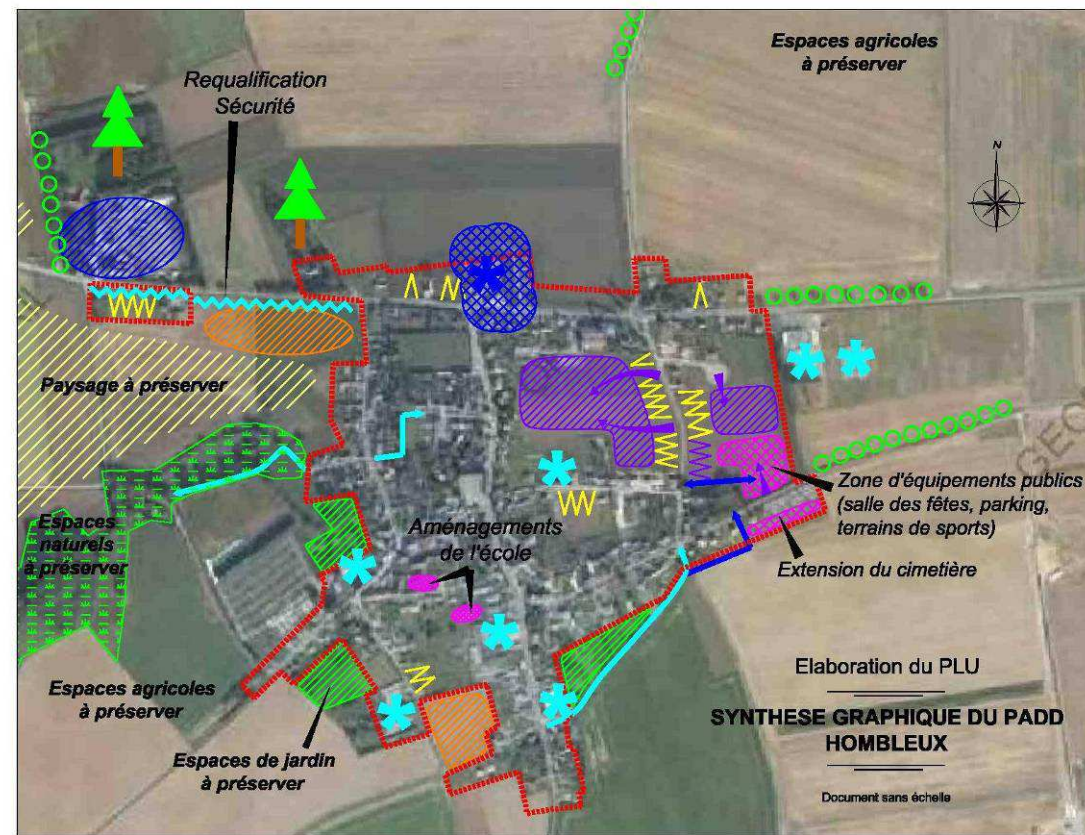 Espaces agricoles
à préserver
Requalification
Sécurité
N
Paysage à préserver
GEO
Zone d'équipements publics
(salle des fêtes, parking,
terrains de sports)
Espaces
naturels
à préserver
Aménagements
de l'école
Extension du cimetière
Espaces agricoles
à préserver
Espaces de jardin
à préserver
Elaboration du PLU
SYNTHESE GRAPHIQUE DU PADD
HOMBLEUX
Document sans échelle